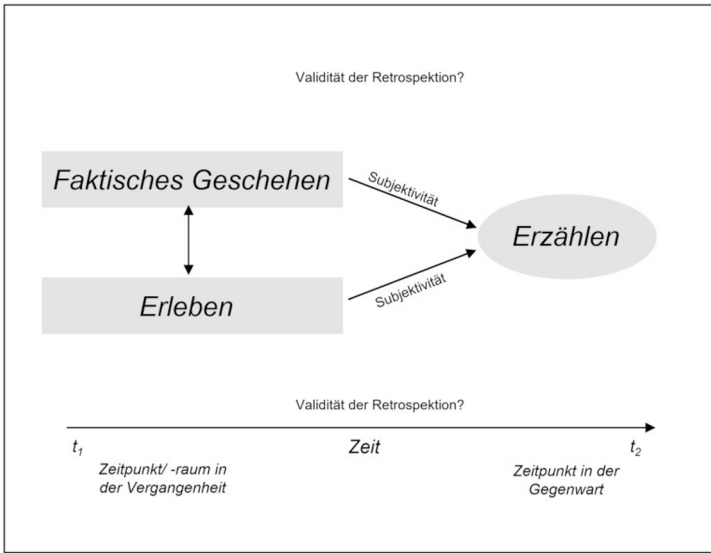 Validität der Retrospektion?
Faktisches Geschehen
Subjektivität
Erzählen
Erleben
Subjektivität
Validität der Retrospektion?
t1
Zeit
t2
Zeitpunkt/ -raum in
der Vergangenheit
Zeitpunkt in der
Gegenwart